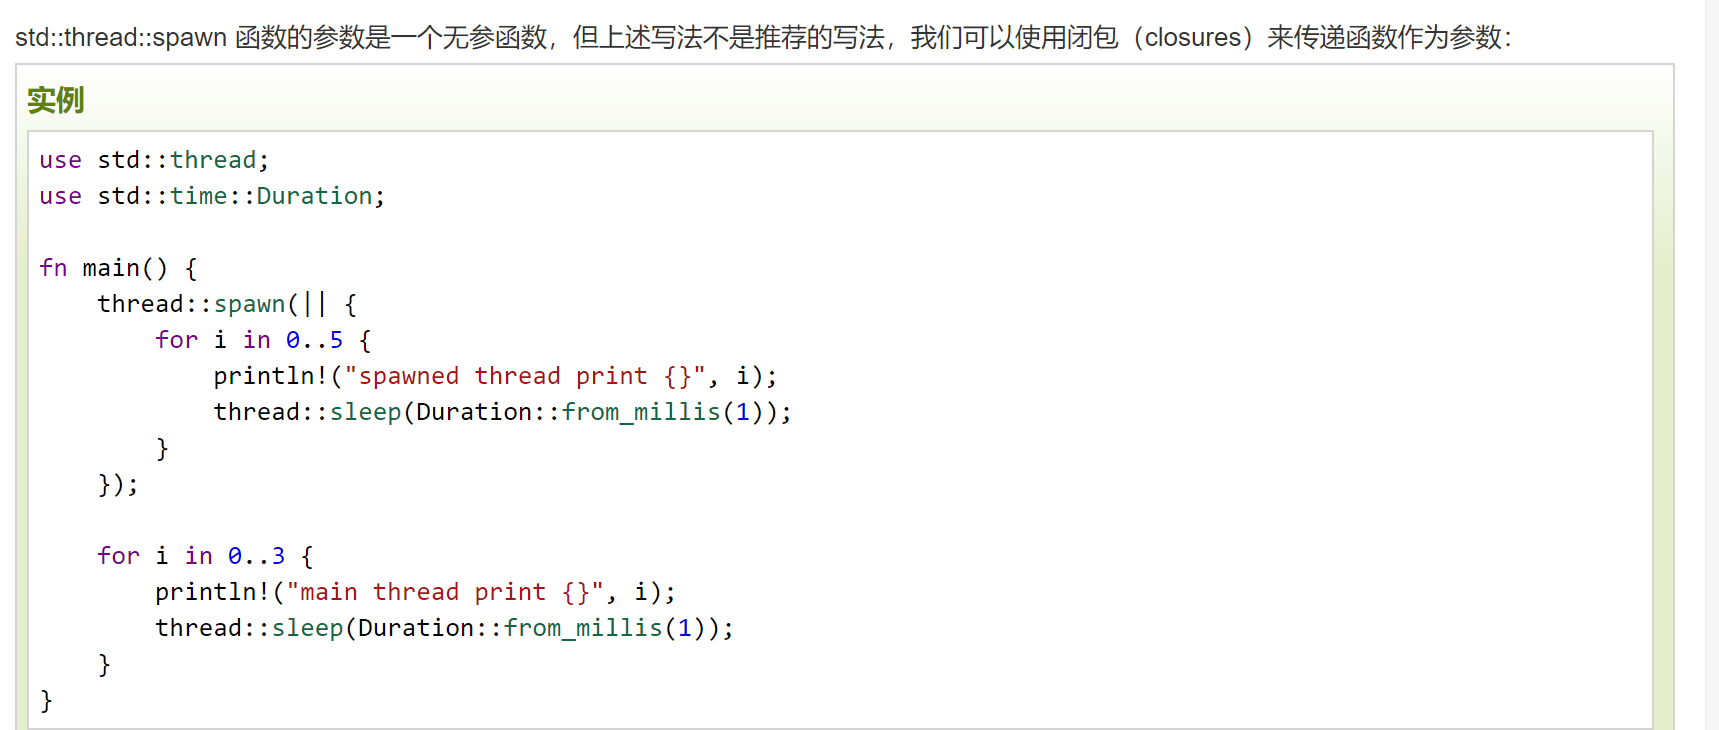 std::thread::spawn 函数的参数是一个无参函数，但上述写法不是推荐的写法，我们可以使用闭包（closures）来传递函数作为参数：
实例
use std::thread;
use std::time::Duration;
fn main() {
    thread::spawn(|| {
        for i in 0..5 {
            println!("spawned thread print {}", i);
            thread::sleep(Duration::from_millis(1));
        }
    });
    for i in 0..3 {
        println!("main thread print {}", i);
        thread::sleep(Duration::from_millis(1));
    }
}